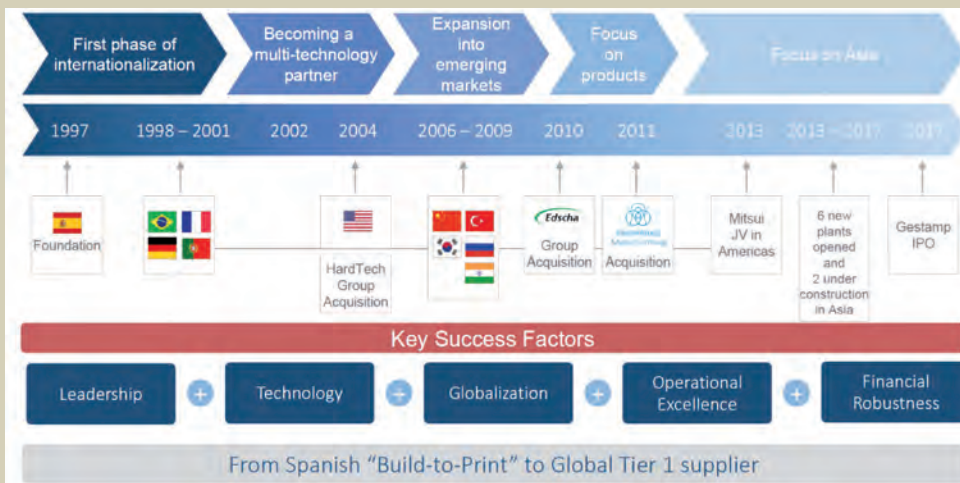 First phase of
internationalization
Becoming a
multi-technology
partner
Expansion
into
emerging
markets
Focus
on
products
Focus on Asia
1997
1998 – 2001
2002
2004
2006 – 2009
2010
2011
2013
2013 – 2017
2017
Foundation
HardTech
Group
Acquisition
Edscha
Group
Acquisition
Acquisition
Mitsui
JV in
Americas
6 new
plants
opened
and
2 under
construction
in Asia
Gestamp
IPO
Key Success Factors
Leadership
+
Technology
+
Globalization
+
Operational
Excellence
+
Financial
Robustness
From Spanish “Build-to-Print” to Global Tier 1 supplier